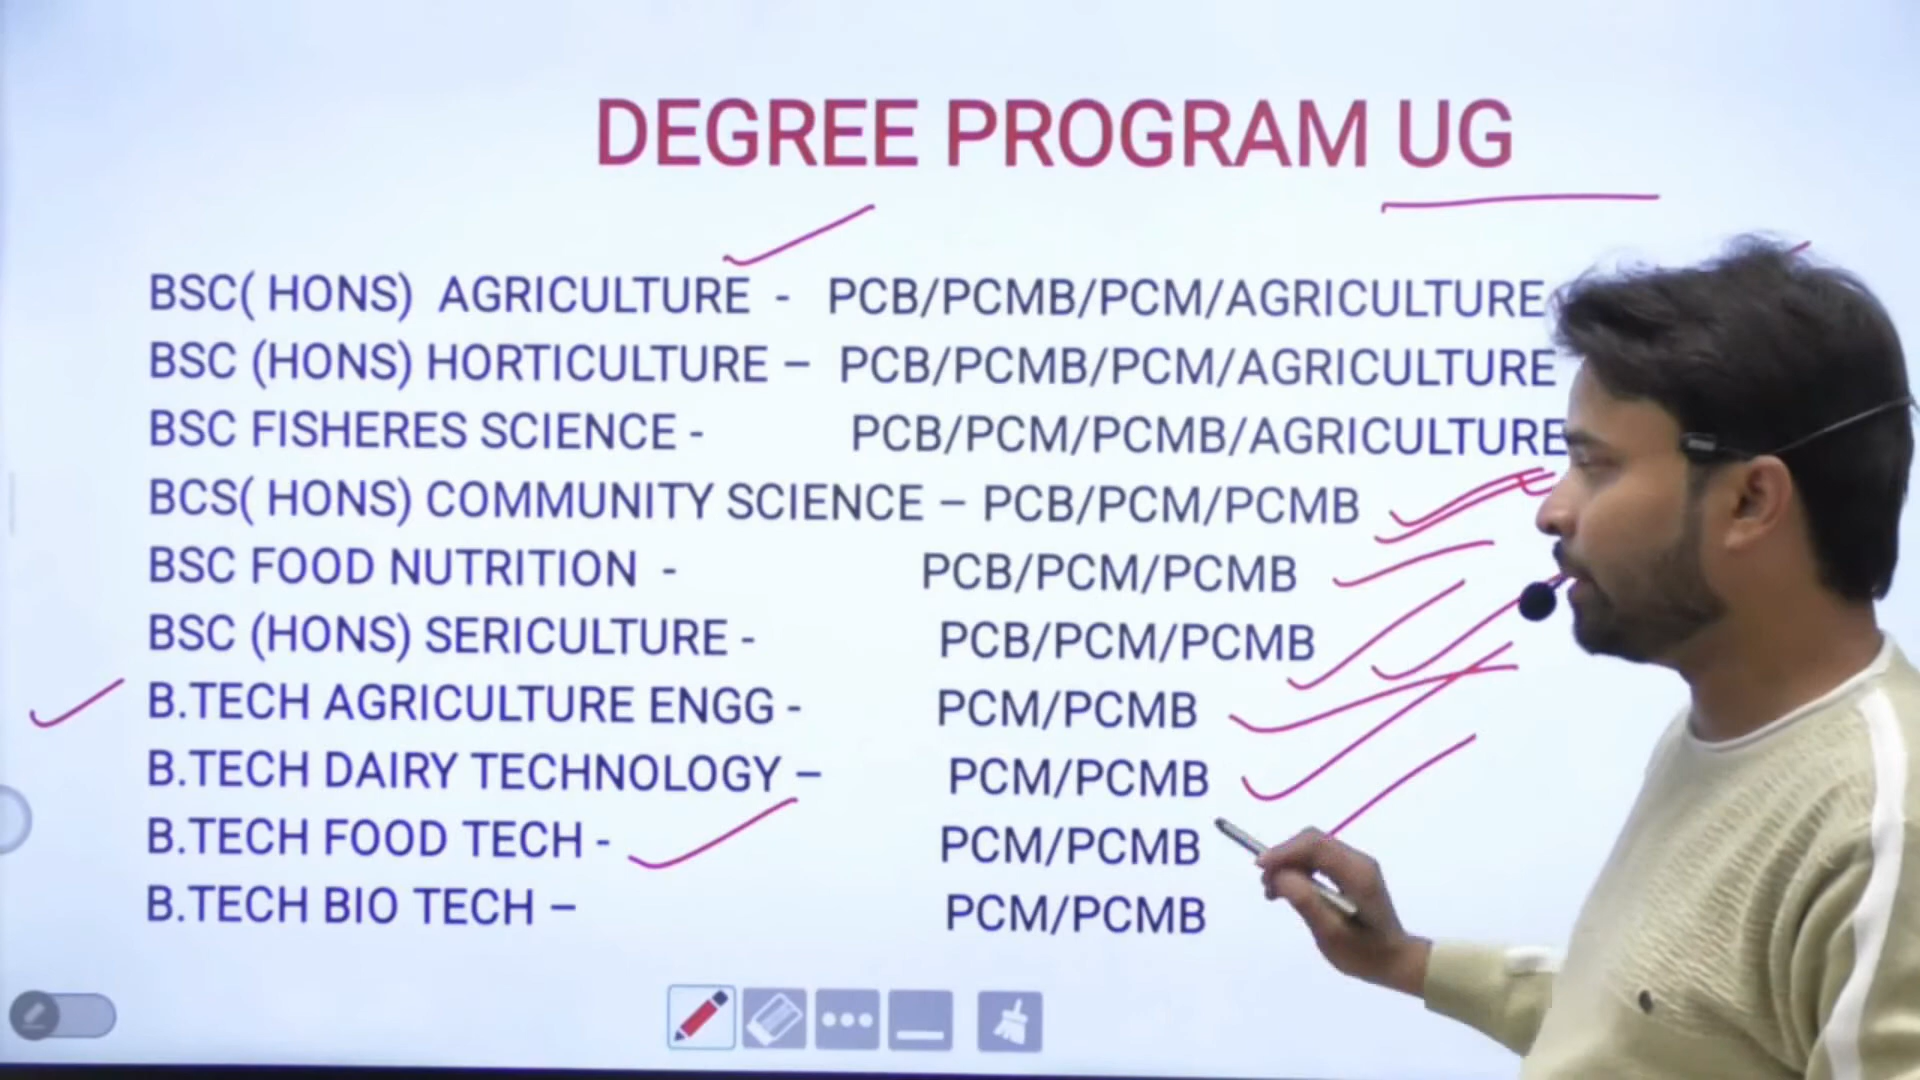 DEGREE PROGRAM UG
BSC( HONS) AGRICULTURE - PCB/PCMB/PCM/AGRICULTURE
BSC (HONS) HORTICULTURE – PCB/PCMB/PCM/AGRICULTURE
BSC FISHERES SCIENCE - PCB/PCM/PCMB/AGRICULTURE
BCS( HONS) COMMUNITY SCIENCE – PCB/PCM/PCMB
BSC FOOD NUTRITION - PCB/PCM/PCMB
BSC (HONS) SERICULTURE - PCB/PCM/PCMB
B.TECH AGRICULTURE ENGG - PCM/PCMB
B.TECH DAIRY TECHNOLOGY – PCM/PCMB
B.TECH FOOD TECH - PCM/PCMB
B.TECH BIO TECH – PCM/PCMB